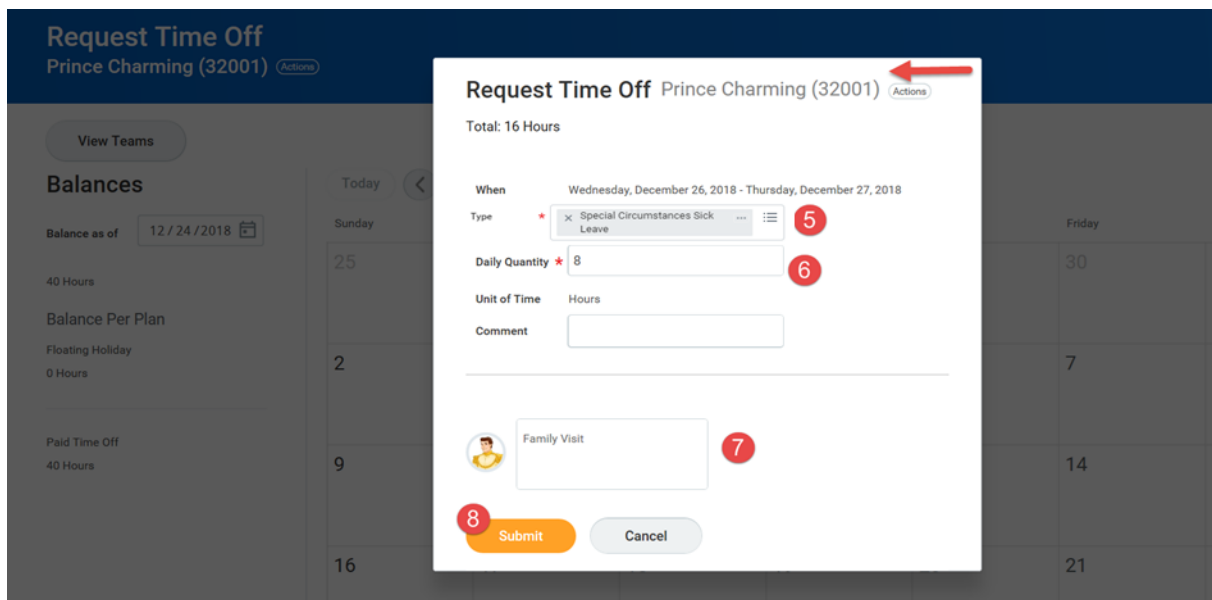 Request Time Off
Prince Charming (32001) Actions
View Teams
Balances
Balance as of 12 / 24 / 2018
40 Hours
Balance Per Plan
Floating Holiday
0 Hours
Paid Time Off
40 Hours
Today
Sunday
Friday
25
30
2
7
9
14
16
21
Request Time Off Prince Charming (32001) Actions
Total: 16 Hours
When Wednesday, December 26, 2018 - Thursday, December 27, 2018
Type * × Special Circumstances Sick
Leave
5
Daily Quantity * 8
6
Unit of Time Hours
Comment
Family Visit
7
8
Submit Cancel